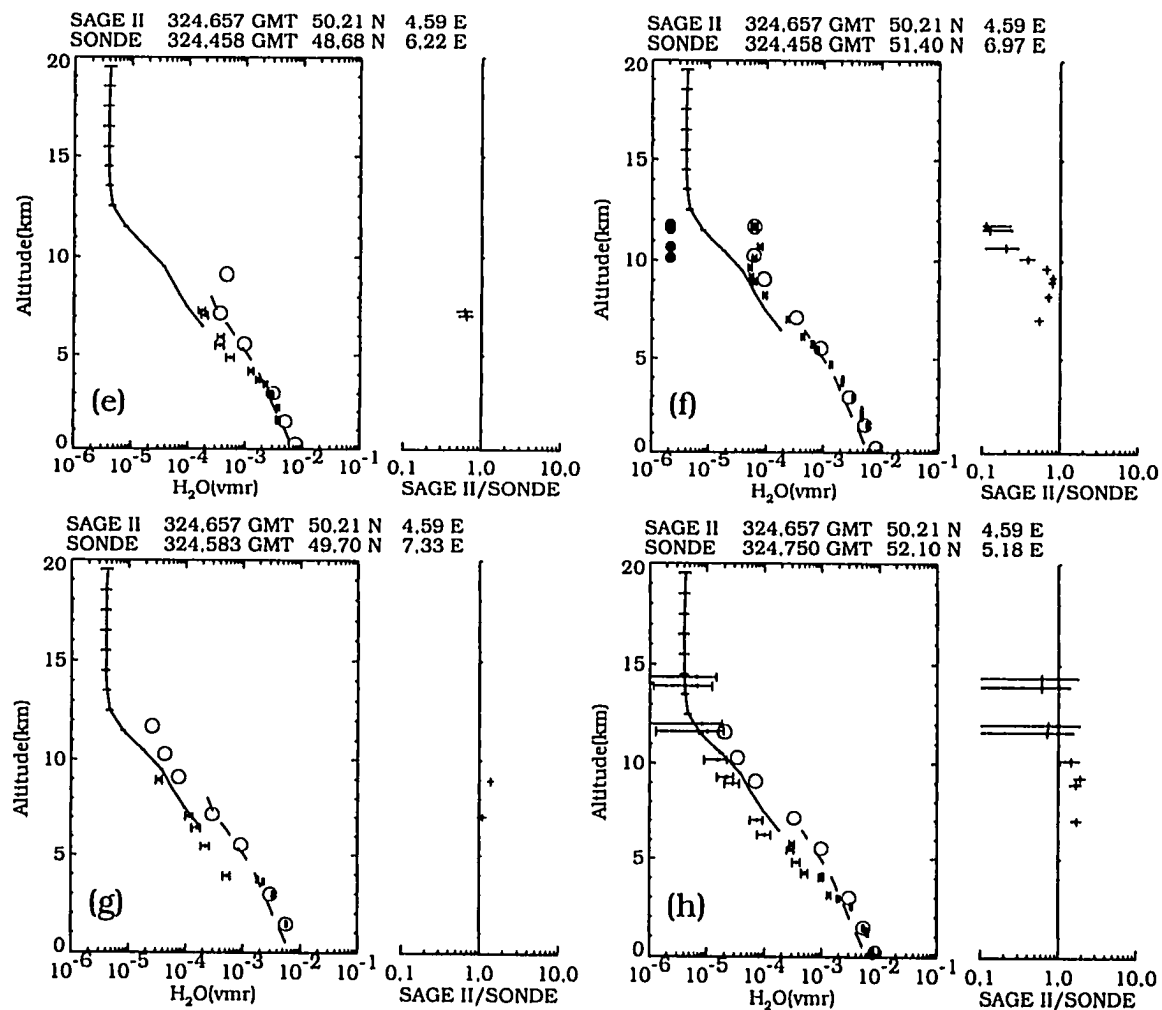 SAGE II 324.657 GMT 50.21 N 4.59 E
SONDE 324.458 GMT 48.68 N 6.22 E
20
15
10
5
0
Altitude(km)
(e)
10⁻⁶ 10⁻⁵ 10⁻⁴ 10⁻³ 10⁻² 10⁻¹
H₂O(vmr)
0.1 1.0 10.0
SAGE II/SONDE
SAGE II 324.657 GMT 50.21 N 4.59 E
SONDE 324.458 GMT 51.40 N 6.97 E
20
15
10
5
0
Altitude(km)
(f)
10⁻⁶ 10⁻⁵ 10⁻⁴ 10⁻³ 10⁻² 10⁻¹
H₂O(vmr)
0.1 1.0 10.0
SAGE II/SONDE
SAGE II 324.657 GMT 50.21 N 4.59 E
SONDE 324.583 GMT 49.70 N 7.33 E
20
15
10
5
0
Altitude(km)
(g)
10⁻⁶ 10⁻⁵ 10⁻⁴ 10⁻³ 10⁻² 10⁻¹
H₂O(vmr)
0.1 1.0 10.0
SAGE II/SONDE
SAGE II 324.657 GMT 50.21 N 4.59 E
SONDE 324.750 GMT 52.10 N 5.18 E
20
15
10
5
0
Altitude(km)
(h)
10⁻⁶ 10⁻⁵ 10⁻⁴ 10⁻³ 10⁻² 10⁻¹
H₂O(vmr)
0.1 1.0 10.0
SAGE II/SONDE